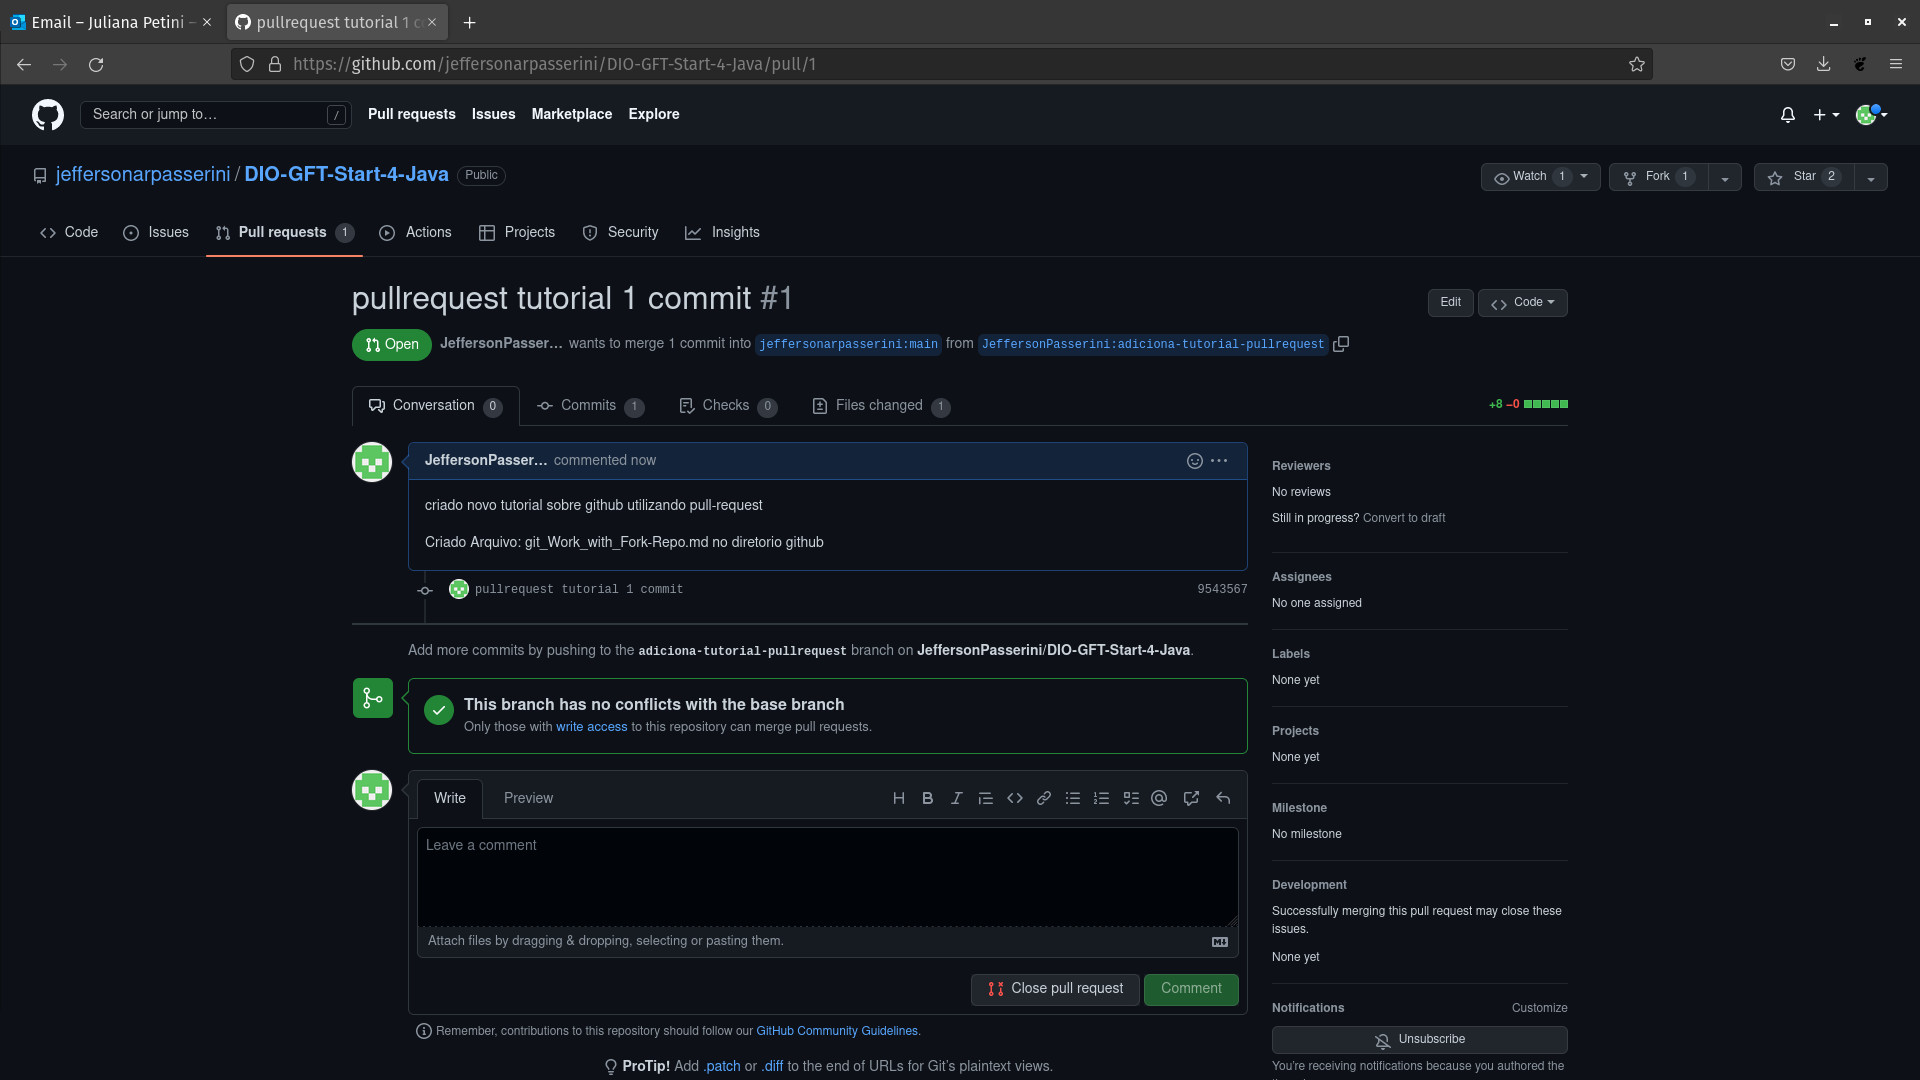 Email – Juliana Petini –
pullrequest tutorial 1 c
https://github.com/jeffersonarpasserini/DIO-GFT-Start-4-Java/pull/1
Search or jump to… /
Pull requests Issues Marketplace Explore
jeffersonarpasserini / DIO-GFT-Start-4-Java Public
Watch 1 Fork 1 Star 2
Code Issues Pull requests 1 Actions Projects Security Insights
pullrequest tutorial 1 commit #1
Edit Code
Open JeffersonPasser… wants to merge 1 commit into jeffersonarpasserini:main from JeffersonPasserini:adiciona-tutorial-pullrequest
Conversation 0 Commits 1 Checks 0 Files changed 1
+8 −0
JeffersonPasser… commented now
criado novo tutorial sobre github utilizando pull-request
Criado Arquivo: git_Work_with_Fork-Repo.md no diretorio github
pullrequest tutorial 1 commit 9543567
Add more commits by pushing to the adiciona-tutorial-pullrequest branch on JeffersonPasserini/DIO-GFT-Start-4-Java.
This branch has no conflicts with the base branch
Only those with write access to this repository can merge pull requests.
Write Preview
Leave a comment
Attach files by dragging & dropping, selecting or pasting them.
Close pull request Comment
Remember, contributions to this repository should follow our GitHub Community Guidelines.
ProTip! Add .patch or .diff to the end of URLs for Git's plaintext views.
Reviewers
No reviews
Still in progress? Convert to draft
Assignees
No one assigned
Labels
None yet
Projects
None yet
Milestone
No milestone
Development
Successfully merging this pull request may close these
issues.
None yet
Notifications Customize
Unsubscribe
You're receiving notifications because you authored the